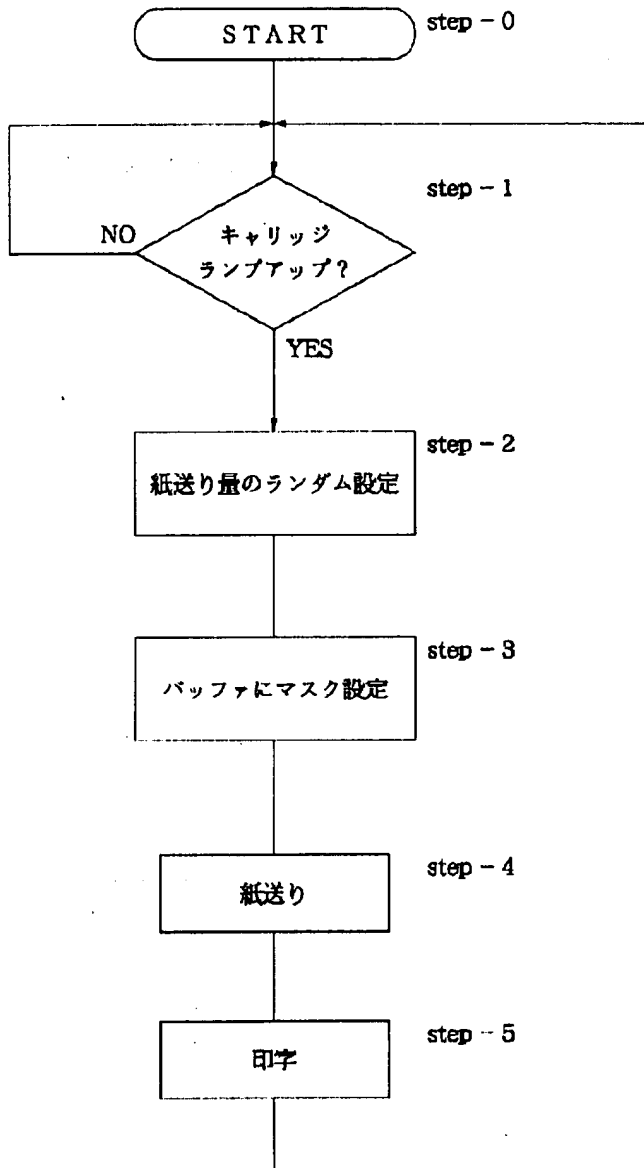 START
step-0
step-1
NO
キャリッジ
ランプアップ?
YES
step-2
紙送り量のランダム設定
step-3
バッファにマスク設定
step-4
紙送り
step-5
印字